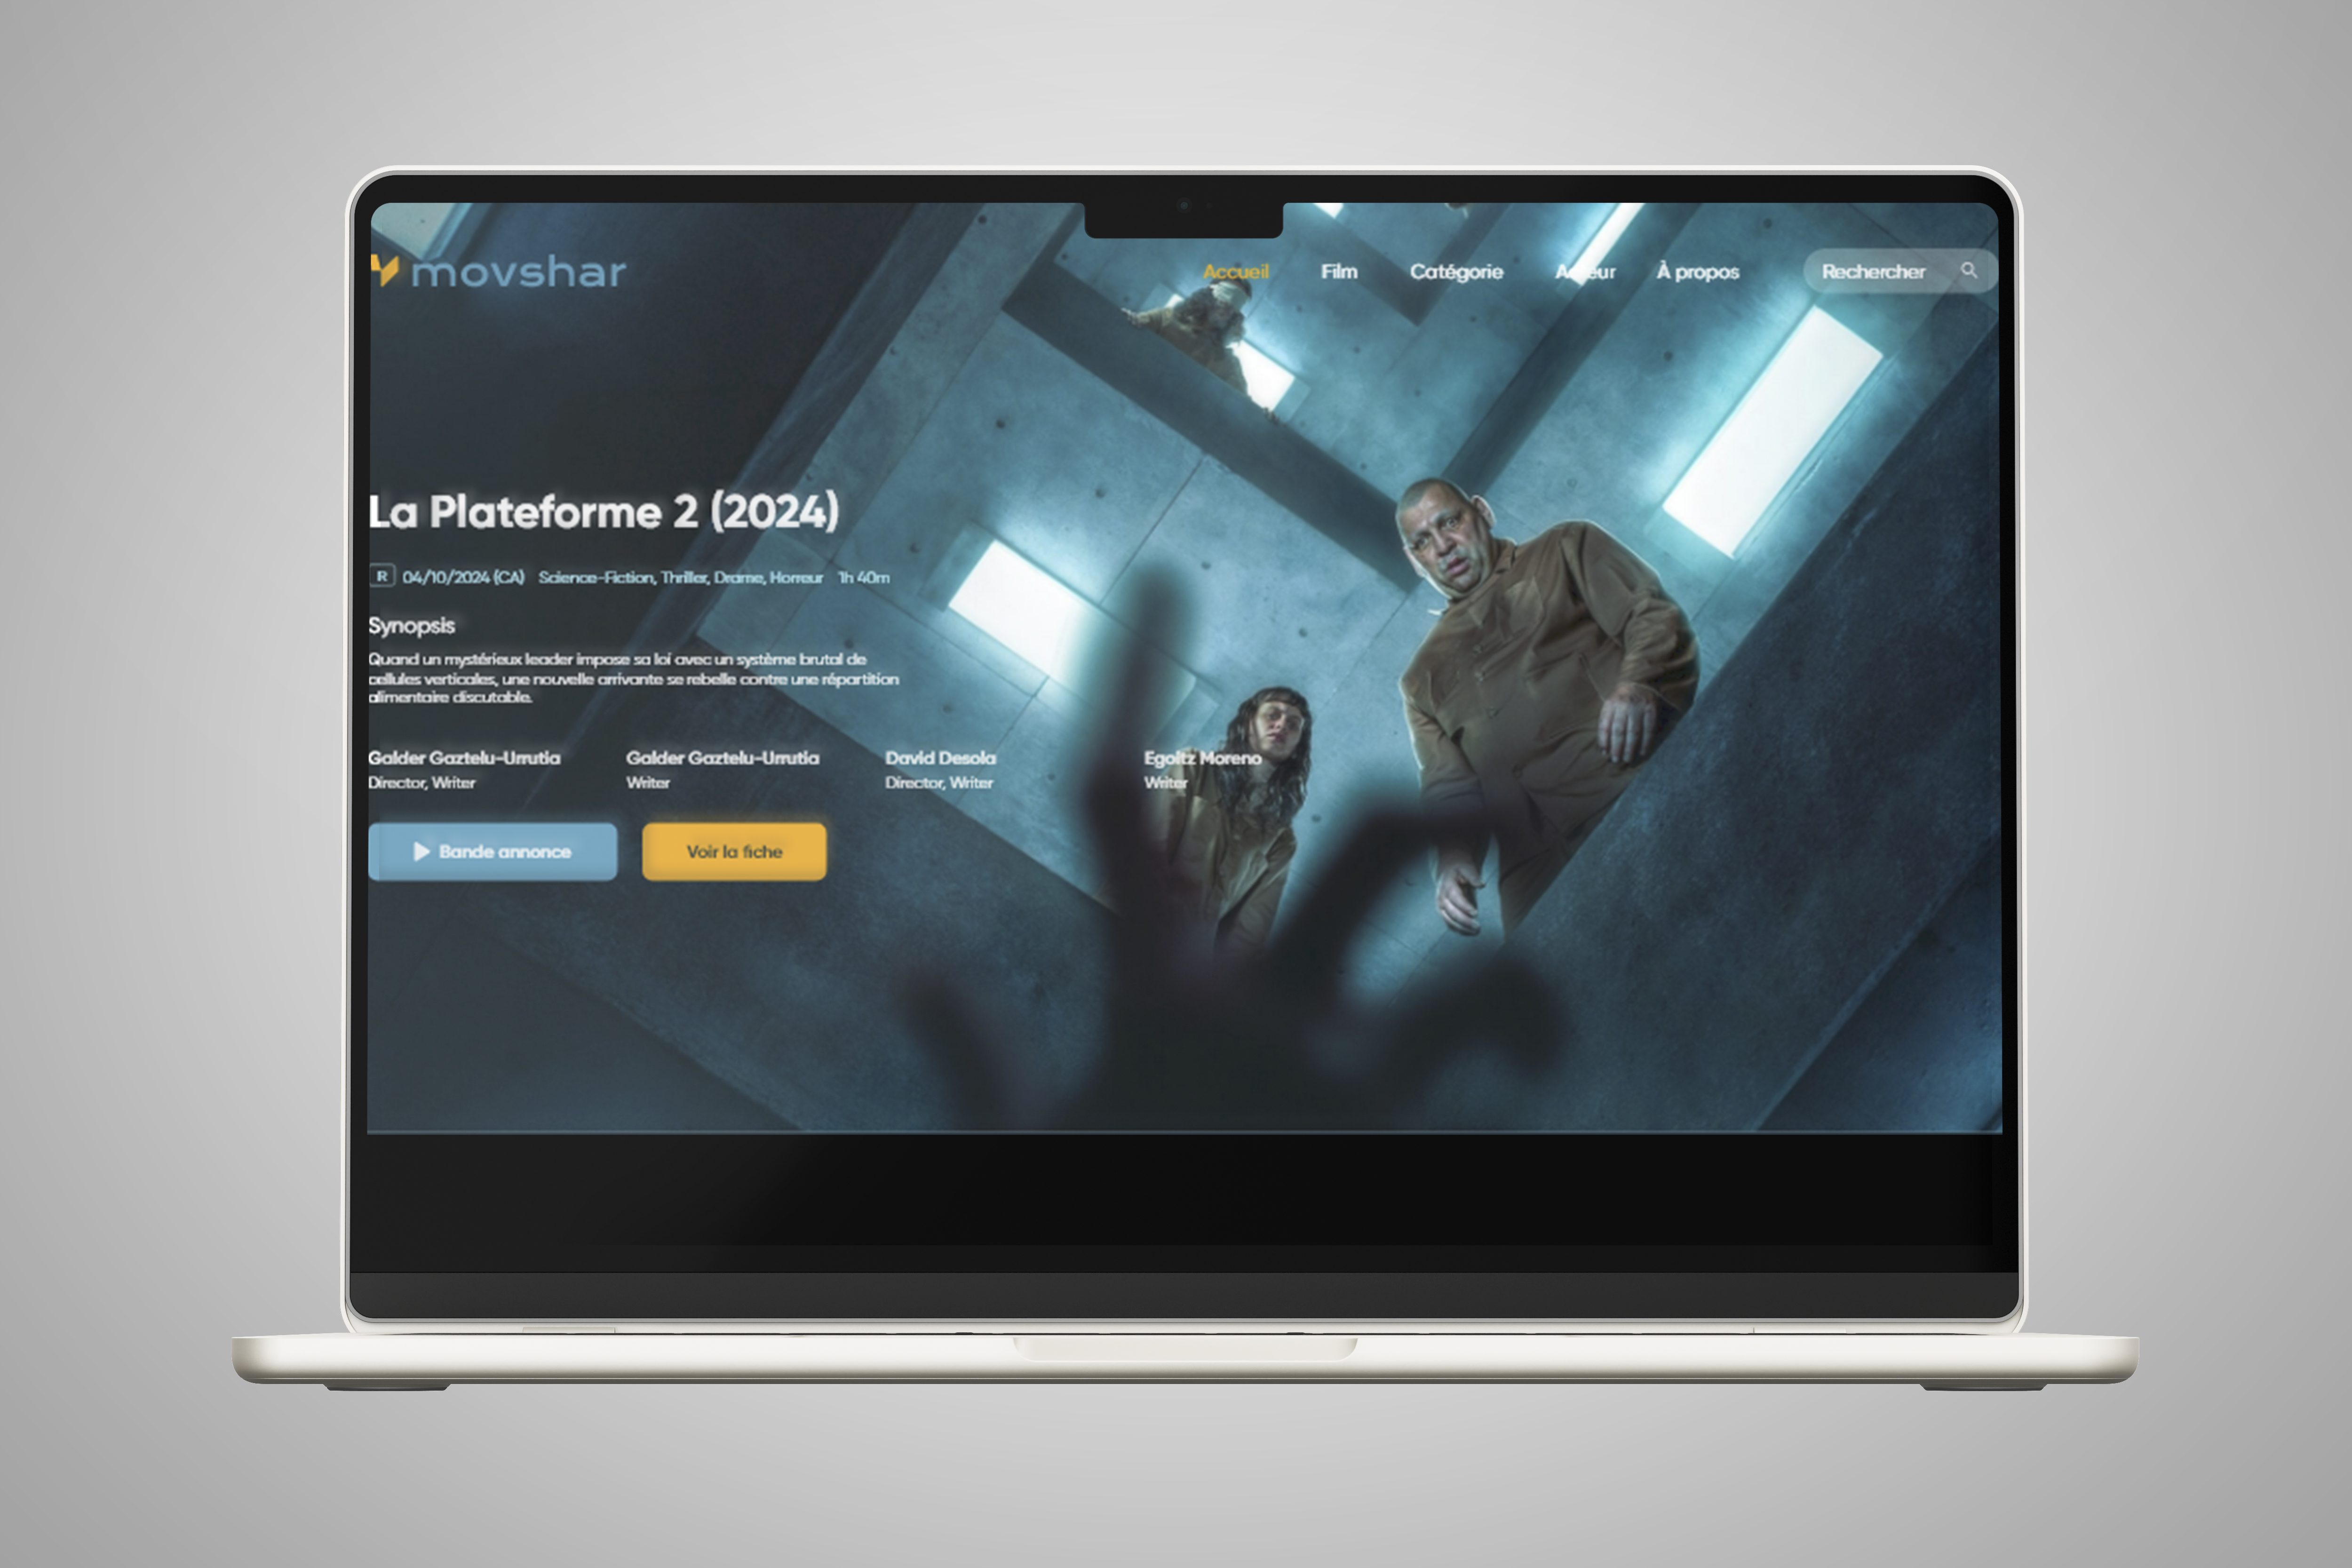 movshar
Accueil Film Catégorie Acteur À propos Rechercher
La Plateforme 2 (2024)
R 04/10/2024 (CA) Science-Fiction, Thriller, Drame, Horreur 1h 40m
Synopsis
Quand un mystérieux leader impose sa loi avec un système brutal de
cellules verticales, une nouvelle arrivante se rebelle contre une répartition
alimentaire discutable.
Galder Gaztelu-Urrutia Galder Gaztelu-Urrutia David Desola Egoitz Moreno
Director, Writer Writer Director, Writer Writer
Bande annonce Voir la fiche